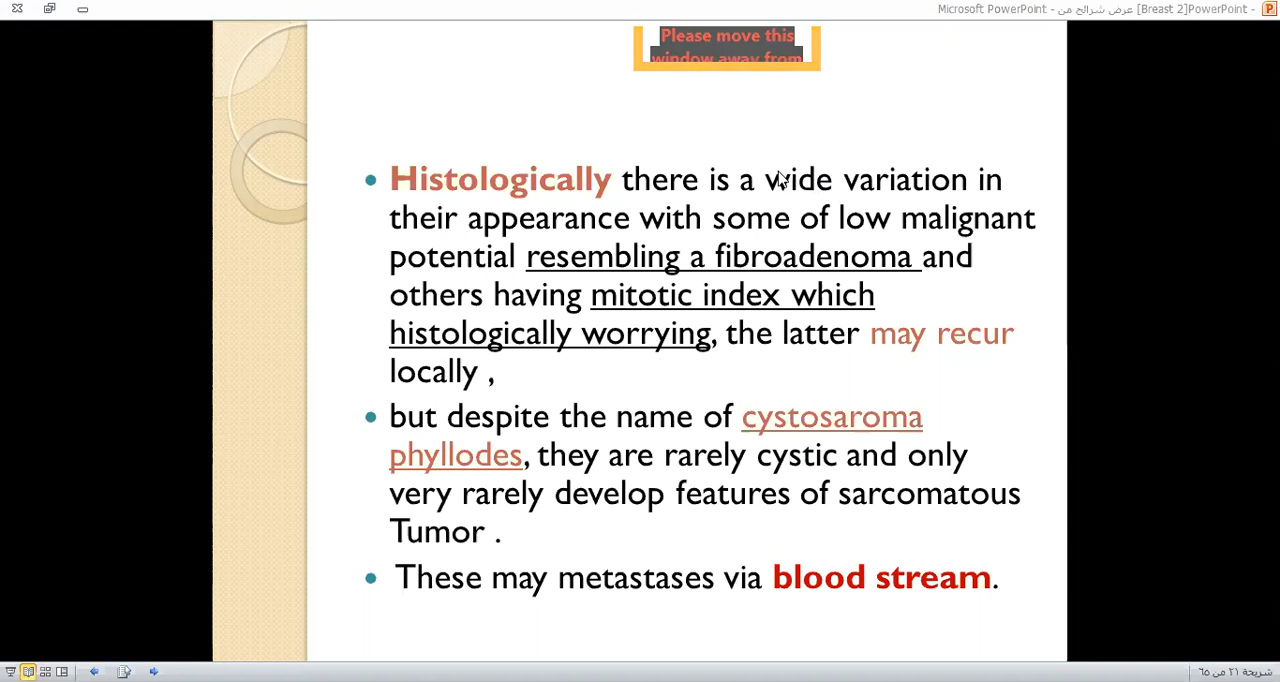 Microsoft PowerPoint - عرض شرائح من PowerPoint[Breast 2] -
Please move this
window away from
• Histologically there is a wide variation in
their appearance with some of low malignant
potential resembling a fibroadenoma and
others having mitotic index which
histologically worrying, the latter may recur
locally ,
• but despite the name of cystosaroma
phyllodes, they are rarely cystic and only
very rarely develop features of sarcomatous
Tumor .
• These may metastases via blood stream.
شريحة ٢١ من ٦٥